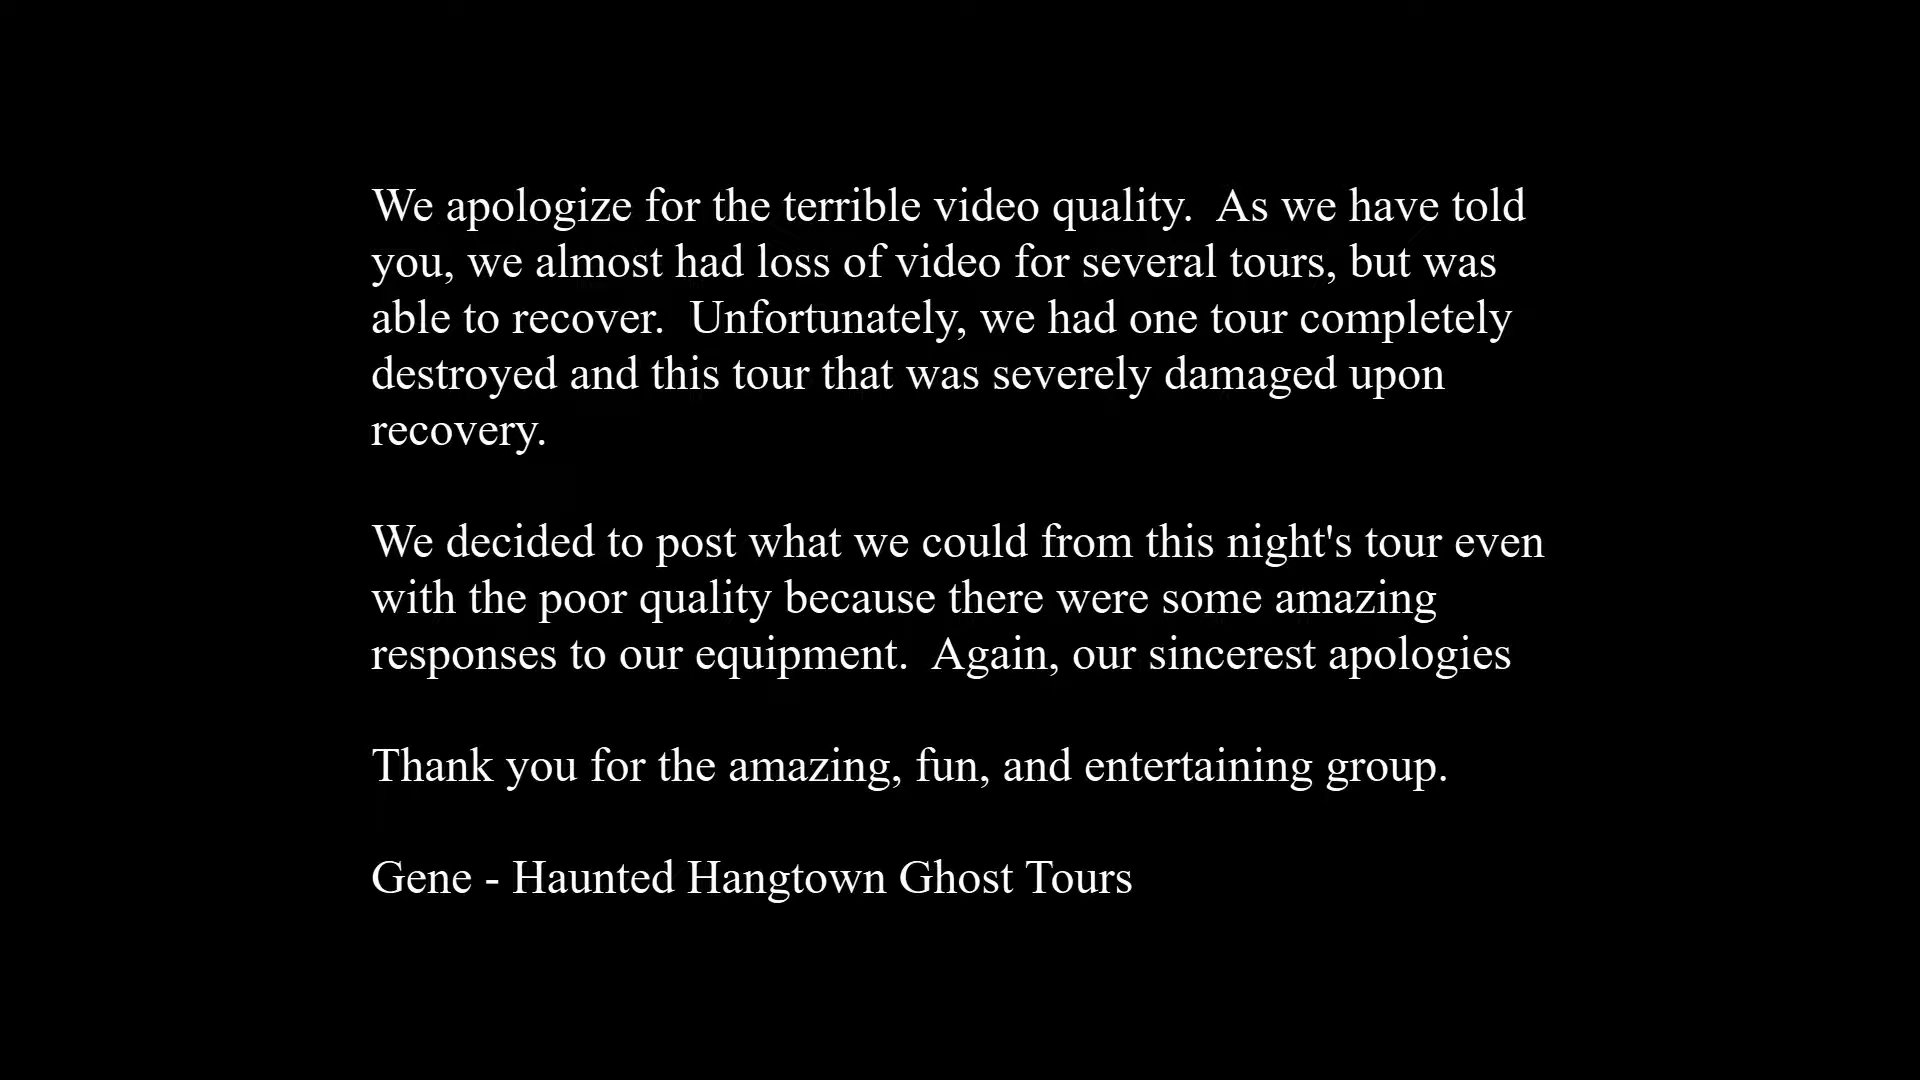 We apologize for the terrible video quality.  As we have told
you, we almost had loss of video for several tours, but was
able to recover.  Unfortunately, we had one tour completely
destroyed and this tour that was severely damaged upon
recovery.
We decided to post what we could from this night's tour even
with the poor quality because there were some amazing
responses to our equipment.  Again, our sincerest apologies
Thank you for the amazing, fun, and entertaining group.
Gene - Haunted Hangtown Ghost Tours